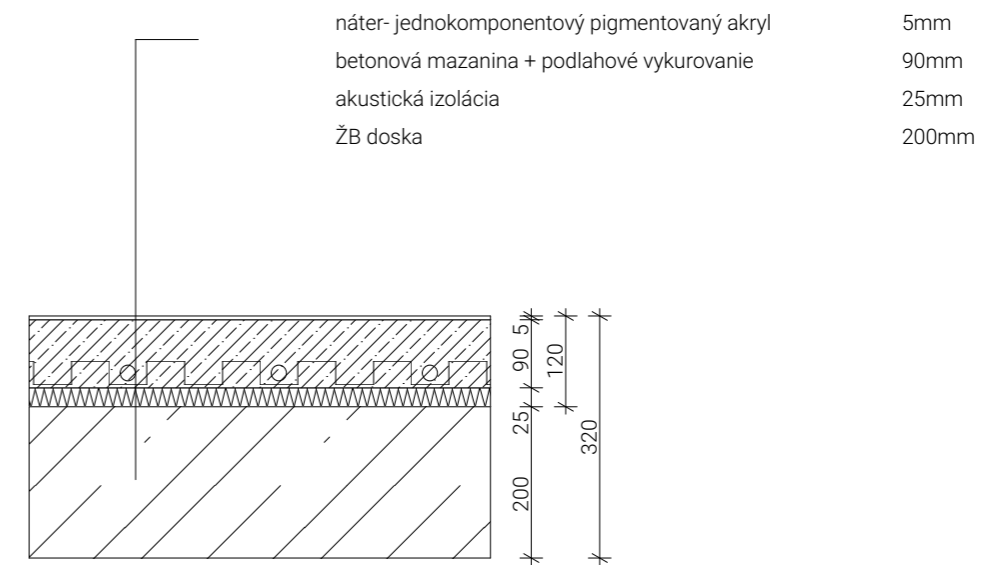 náter- jednokomponentový pigmentovaný akryl 5mm
betonová mazanina + podlahové vykurovanie 90mm
akustická izolácia 25mm
ŽB doska 200mm
5
90
120
25
320
200